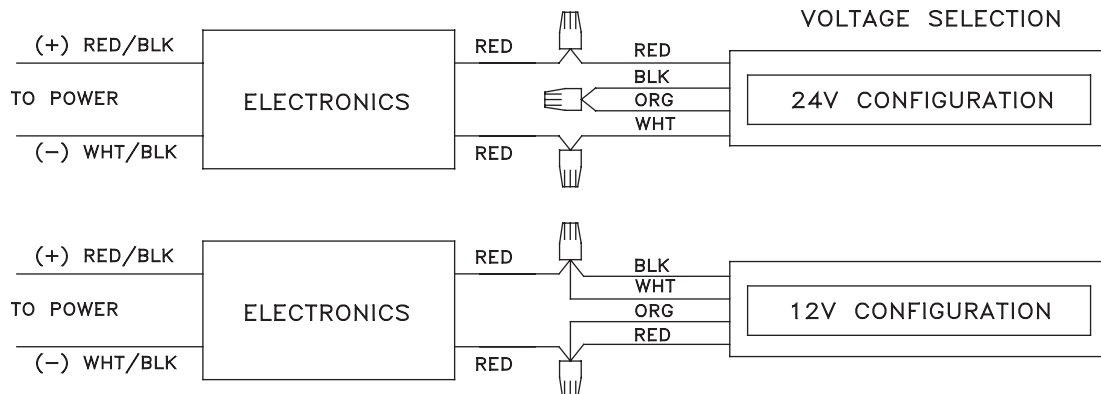 VOLTAGE SELECTION
(+) RED/BLK
RED
RED
BLK
TO POWER
ELECTRONICS
ORG
24V CONFIGURATION
WHT
(-) WHT/BLK
RED
(+) RED/BLK
RED
BLK
WHT
TO POWER
ELECTRONICS
ORG
12V CONFIGURATION
RED
(-) WHT/BLK
RED